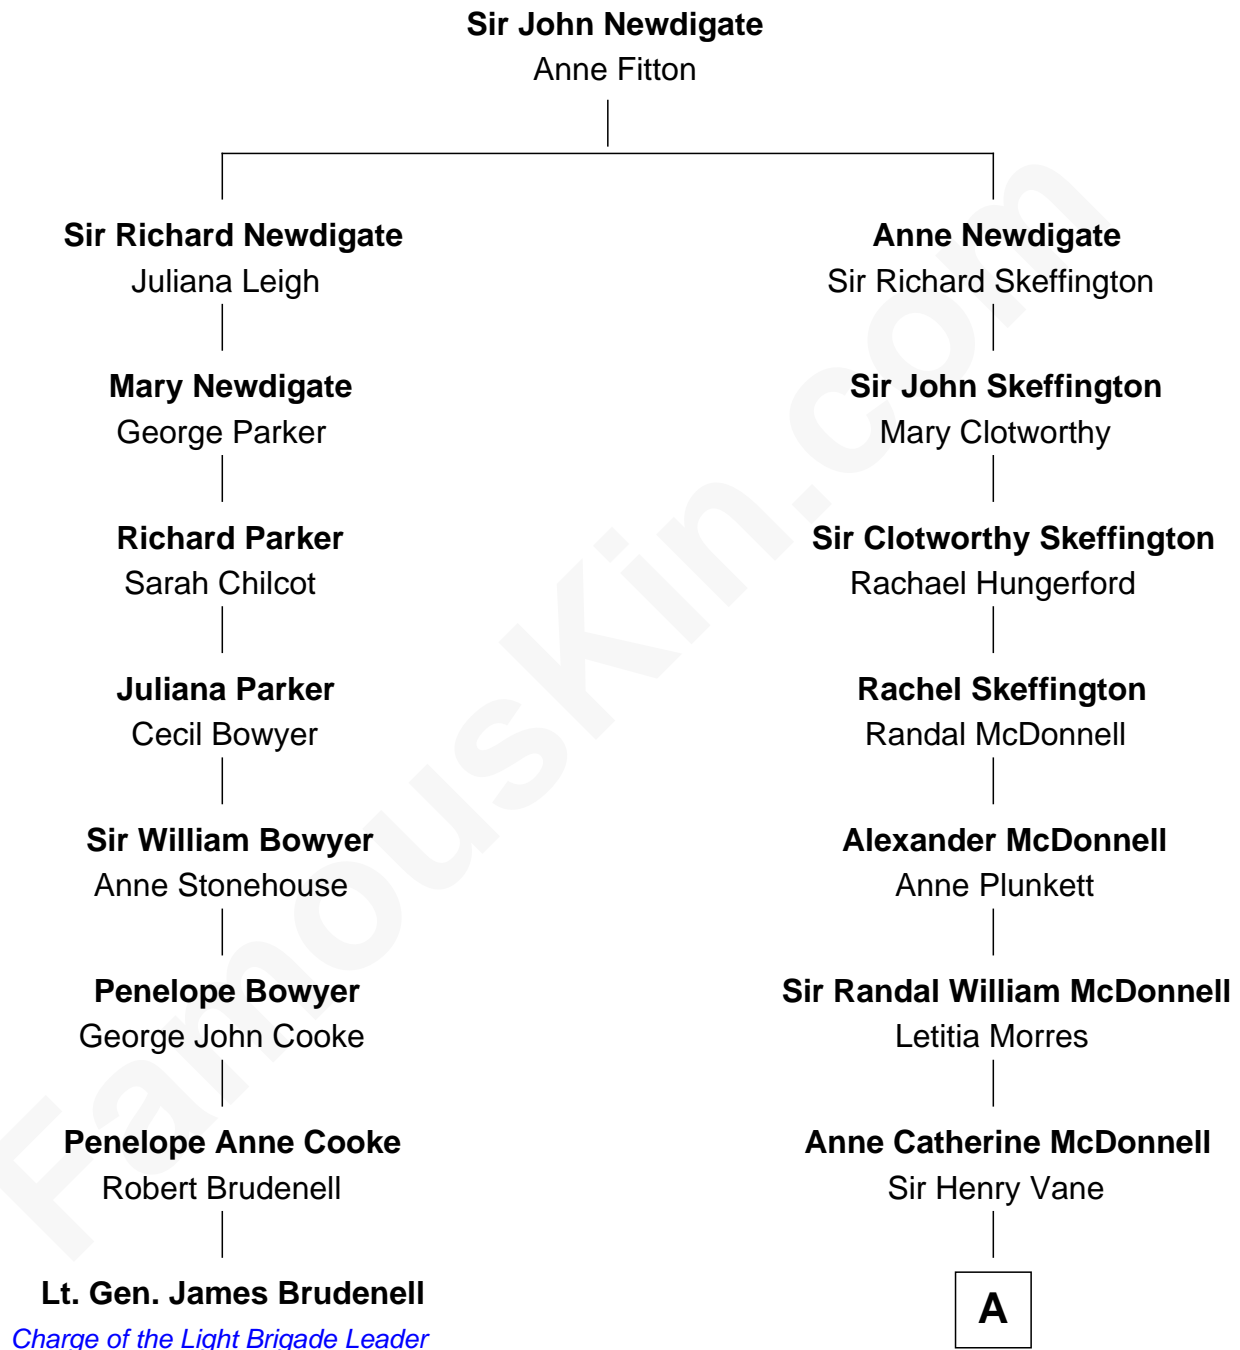 Sir John Newdigate
Anne Fitton
Sir Richard Newdigate
Juliana Leigh
Mary Newdigate
George Parker
Richard Parker
Sarah Chilcot
Juliana Parker
Cecil Bowyer
Sir William Bowyer
Anne Stonehouse
Penelope Bowyer
George John Cooke
Penelope Anne Cooke
Robert Brudenell
Lt. Gen. James Brudenell
Charge of the Light Brigade Leader
Anne Newdigate
Sir Richard Skeffington
Sir John Skeffington
Mary Clotworthy
Sir Clotworthy Skeffington
Rachael Hungerford
Rachel Skeffington
Randal McDonnell
Alexander McDonnell
Anne Plunkett
Sir Randal William McDonnell
Letitia Morres
Anne Catherine McDonnell
Sir Henry Vane
A
FamousKin.com